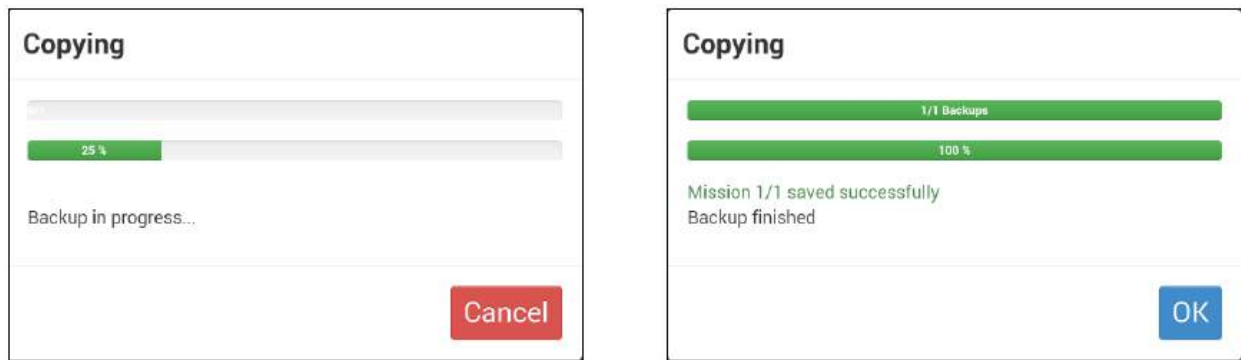 Copying
25 %
Backup in progress...
Cancel
Copying
1/1 Backups
100 %
Mission 1/1 saved successfully
Backup finished
OK